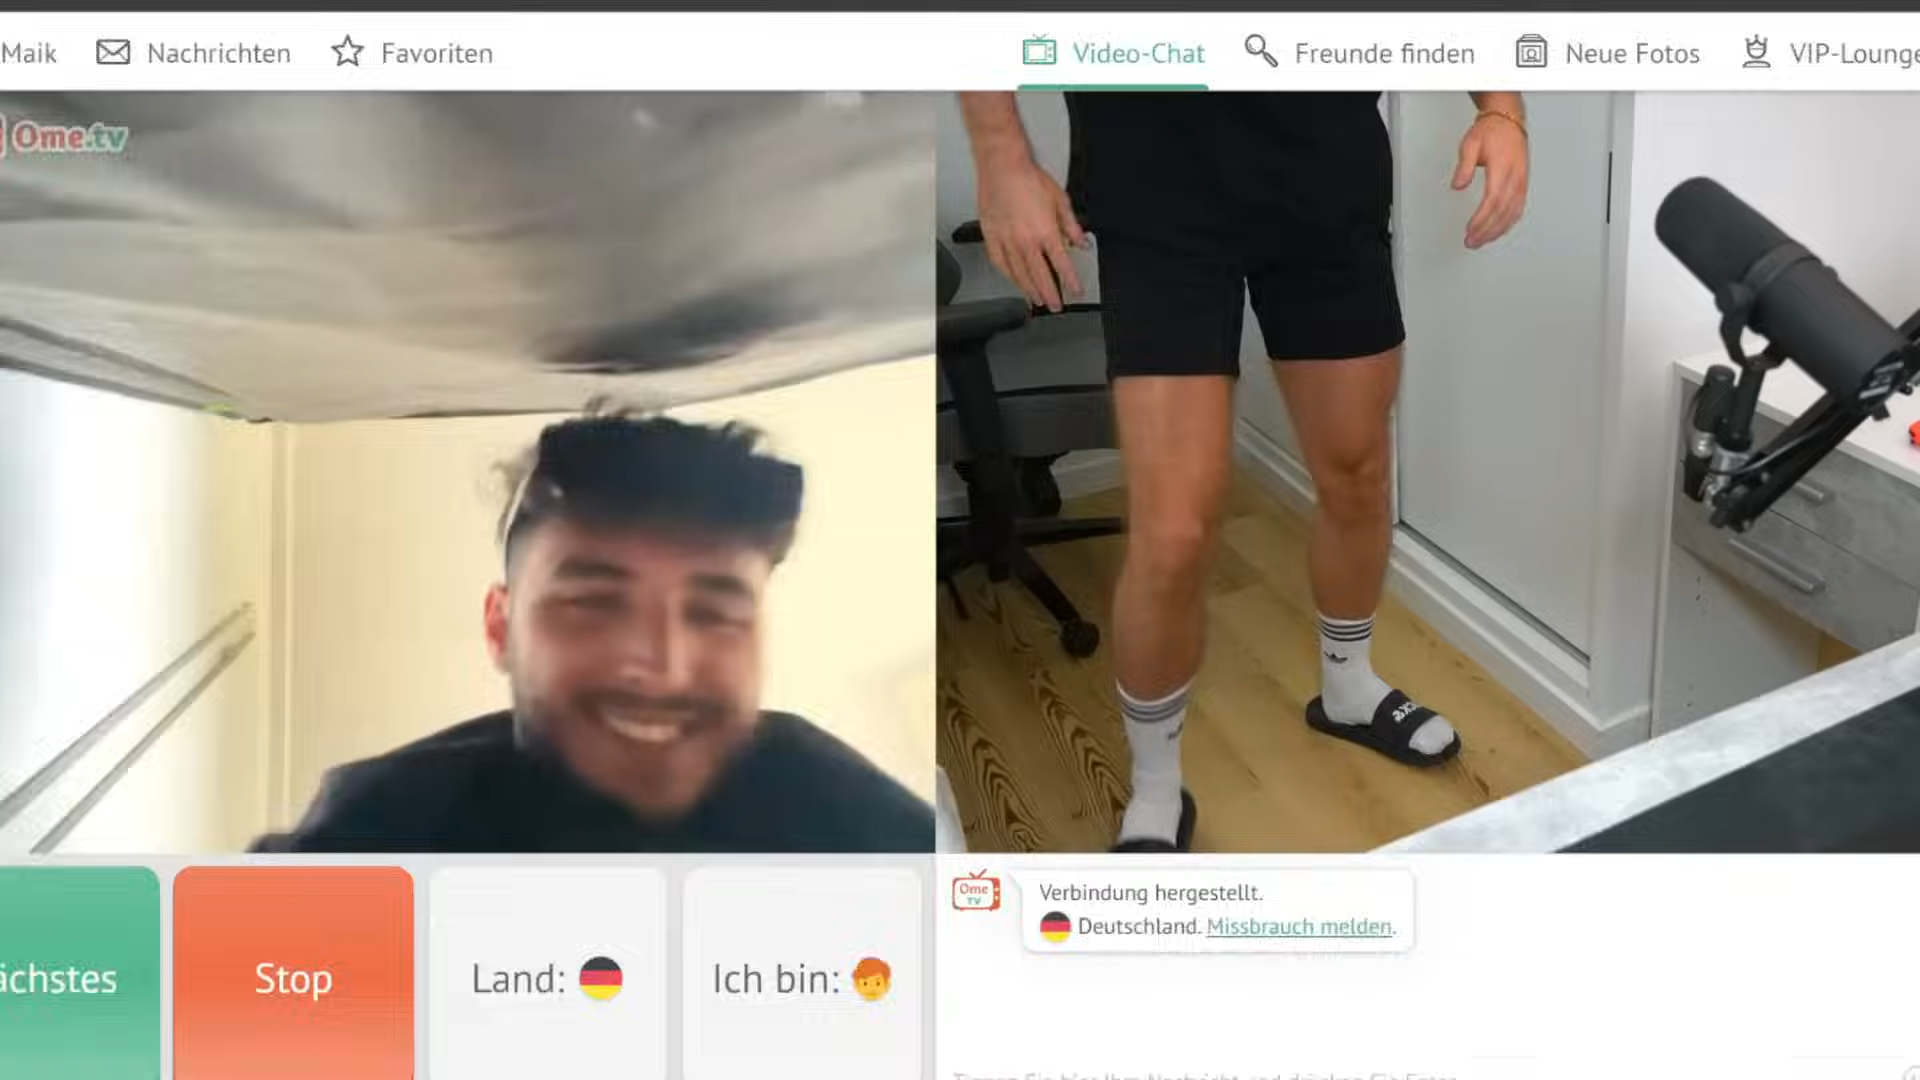 Maik
Nachrichten
Favoriten
Video-Chat
Freunde finden
Neue Fotos
VIP-Lounge
Ome.tv
Stop
Land:
Ich bin:
Ome
TV
Verbindung hergestellt.
Deutschland. Missbrauch melden.